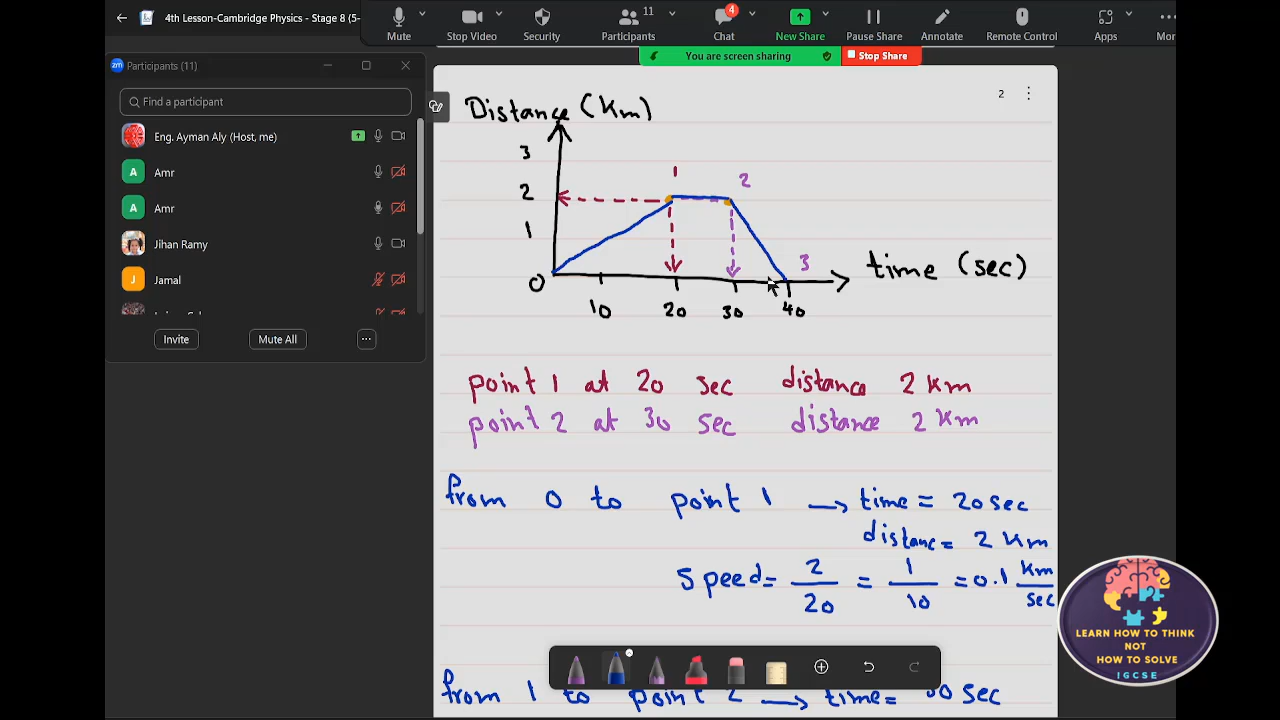 4th Lesson-Cambridge Physics - Stage 8 (5-
Mute
Stop Video
Security
11
Participants
4
Chat
New Share
Pause Share
Annotate
Remote Control
Apps
Mor
You are screen sharing
Stop Share
zm Participants (11)
Find a participant
Eng. Ayman Aly (Host, me)
A Amr
A Amr
Jihan Ramy
J Jamal
Invite
Mute All
...
2
Distance (Km)
3
2
1
0
1
2
3
10 20 30 40
time (sec)
point 1 at 20 sec distance 2 Km
point 2 at 30 sec distance 2 Km
from 0 to point 1 → time = 20 sec
distance = 2 Km
Speed = 2/20 = 1/10 = 0.1 Km/sec
from 1 to point 2 → time = sec
LEARN HOW TO THINK
NOT
HOW TO SOLVE
IGCSE